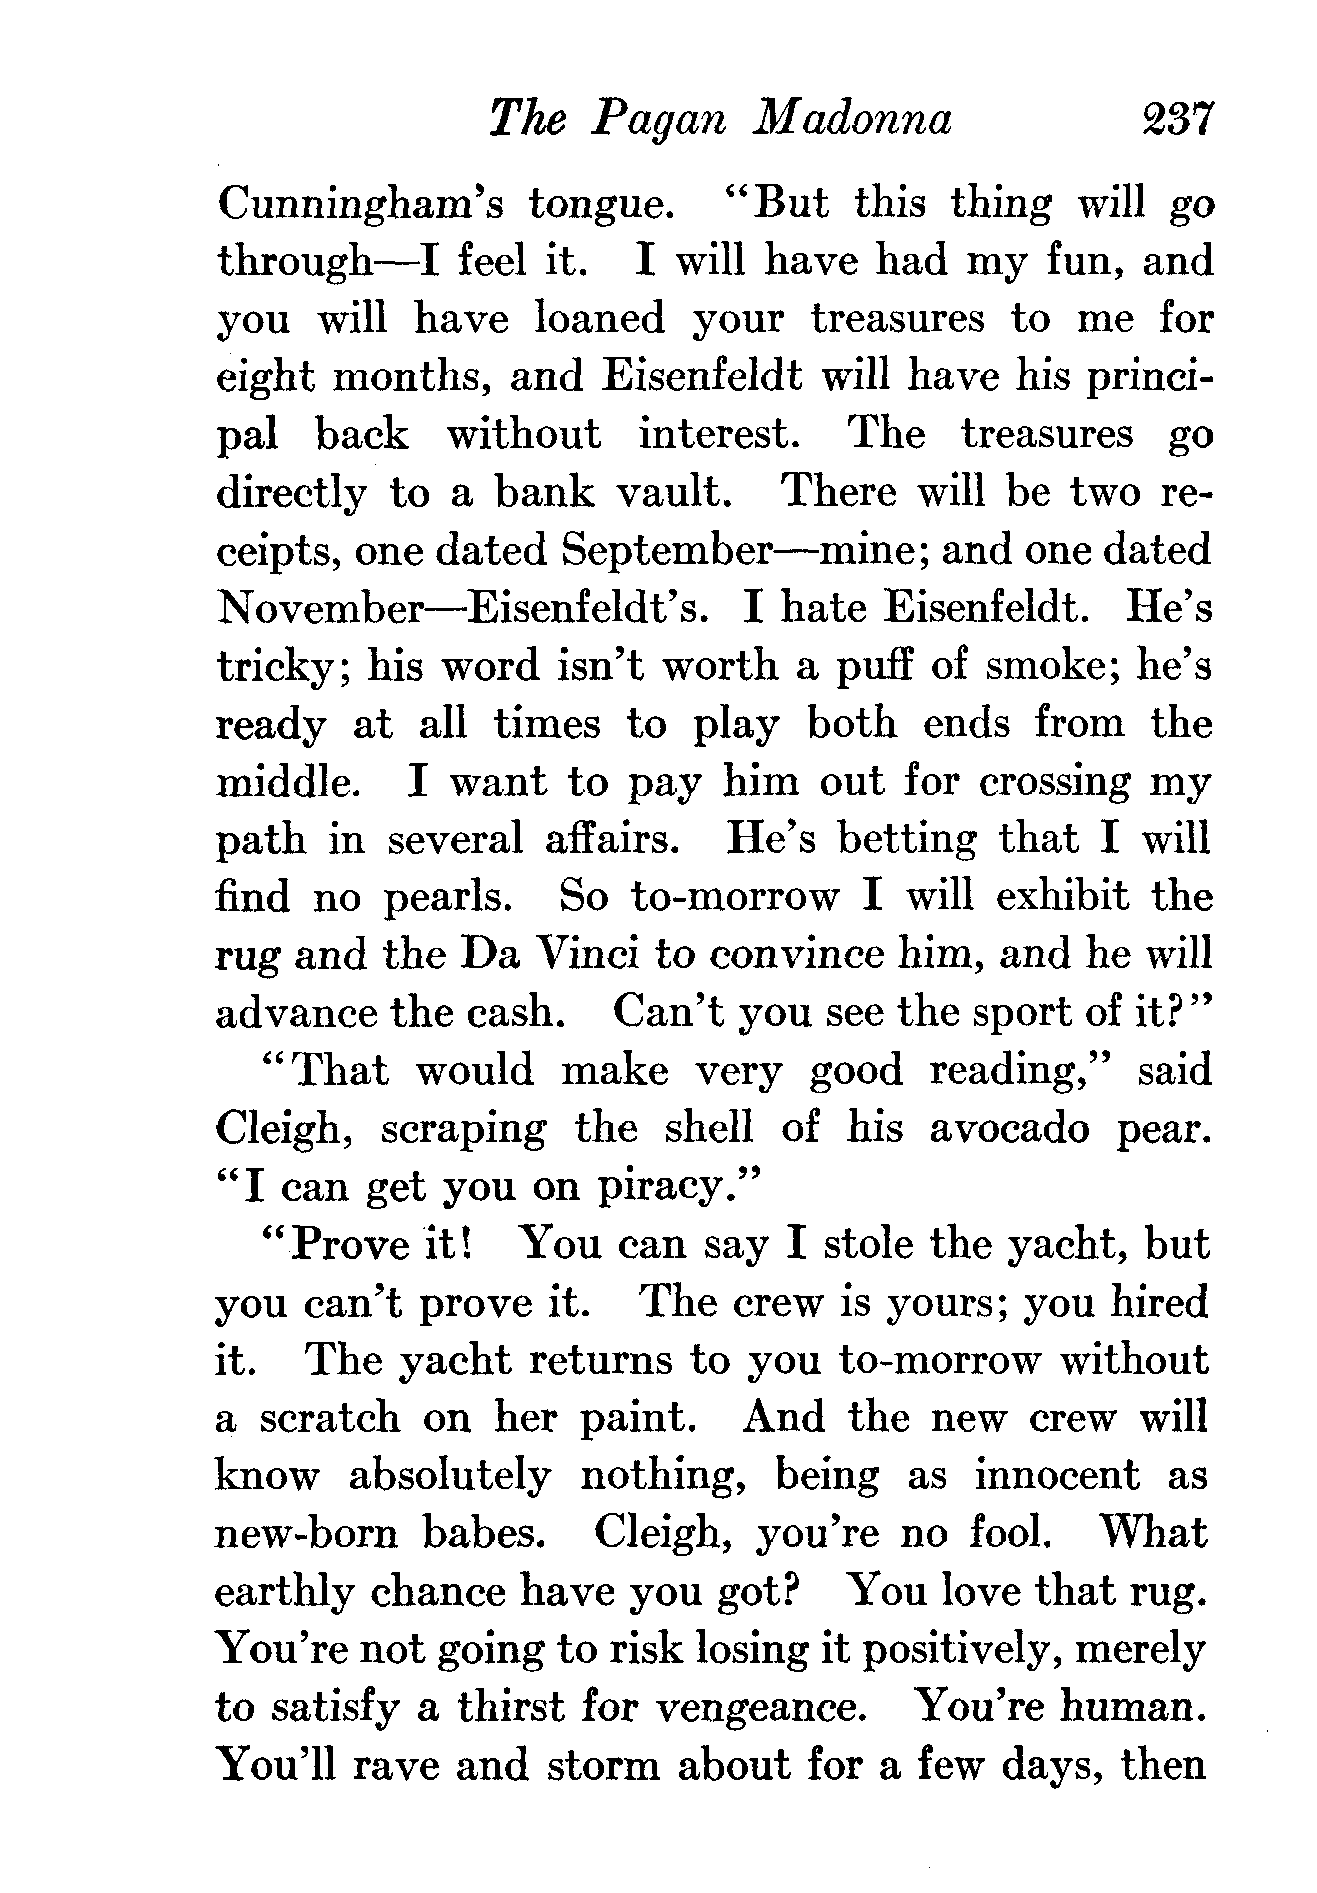 The Pagan Madonna 237
Cunningham's tongue. "But this thing will go
through—I feel it. I will have had my fun, and
you will have loaned your treasures to me for
eight months, and Eisenfeldt will have his princi-
pal back without interest. The treasures go
directly to a bank vault. There will be two re-
ceipts, one dated September—mine; and one dated
November—Eisenfeldt's. I hate Eisenfeldt. He's
tricky; his word isn't worth a puff of smoke; he's
ready at all times to play both ends from the
middle. I want to pay him out for crossing my
path in several affairs. He's betting that I will
find no pearls. So to-morrow I will exhibit the
rug and the Da Vinci to convince him, and he will
advance the cash. Can't you see the sport of it?"
"That would make very good reading," said
Cleigh, scraping the shell of his avocado pear.
"I can get you on piracy."
"Prove it! You can say I stole the yacht, but
you can't prove it. The crew is yours; you hired
it. The yacht returns to you to-morrow without
a scratch on her paint. And the new crew will
know absolutely nothing, being as innocent as
new-born babes. Cleigh, you're no fool. What
earthly chance have you got? You love that rug.
You're not going to risk losing it positively, merely
to satisfy a thirst for vengeance. You're human.
You'll rave and storm about for a few days, then